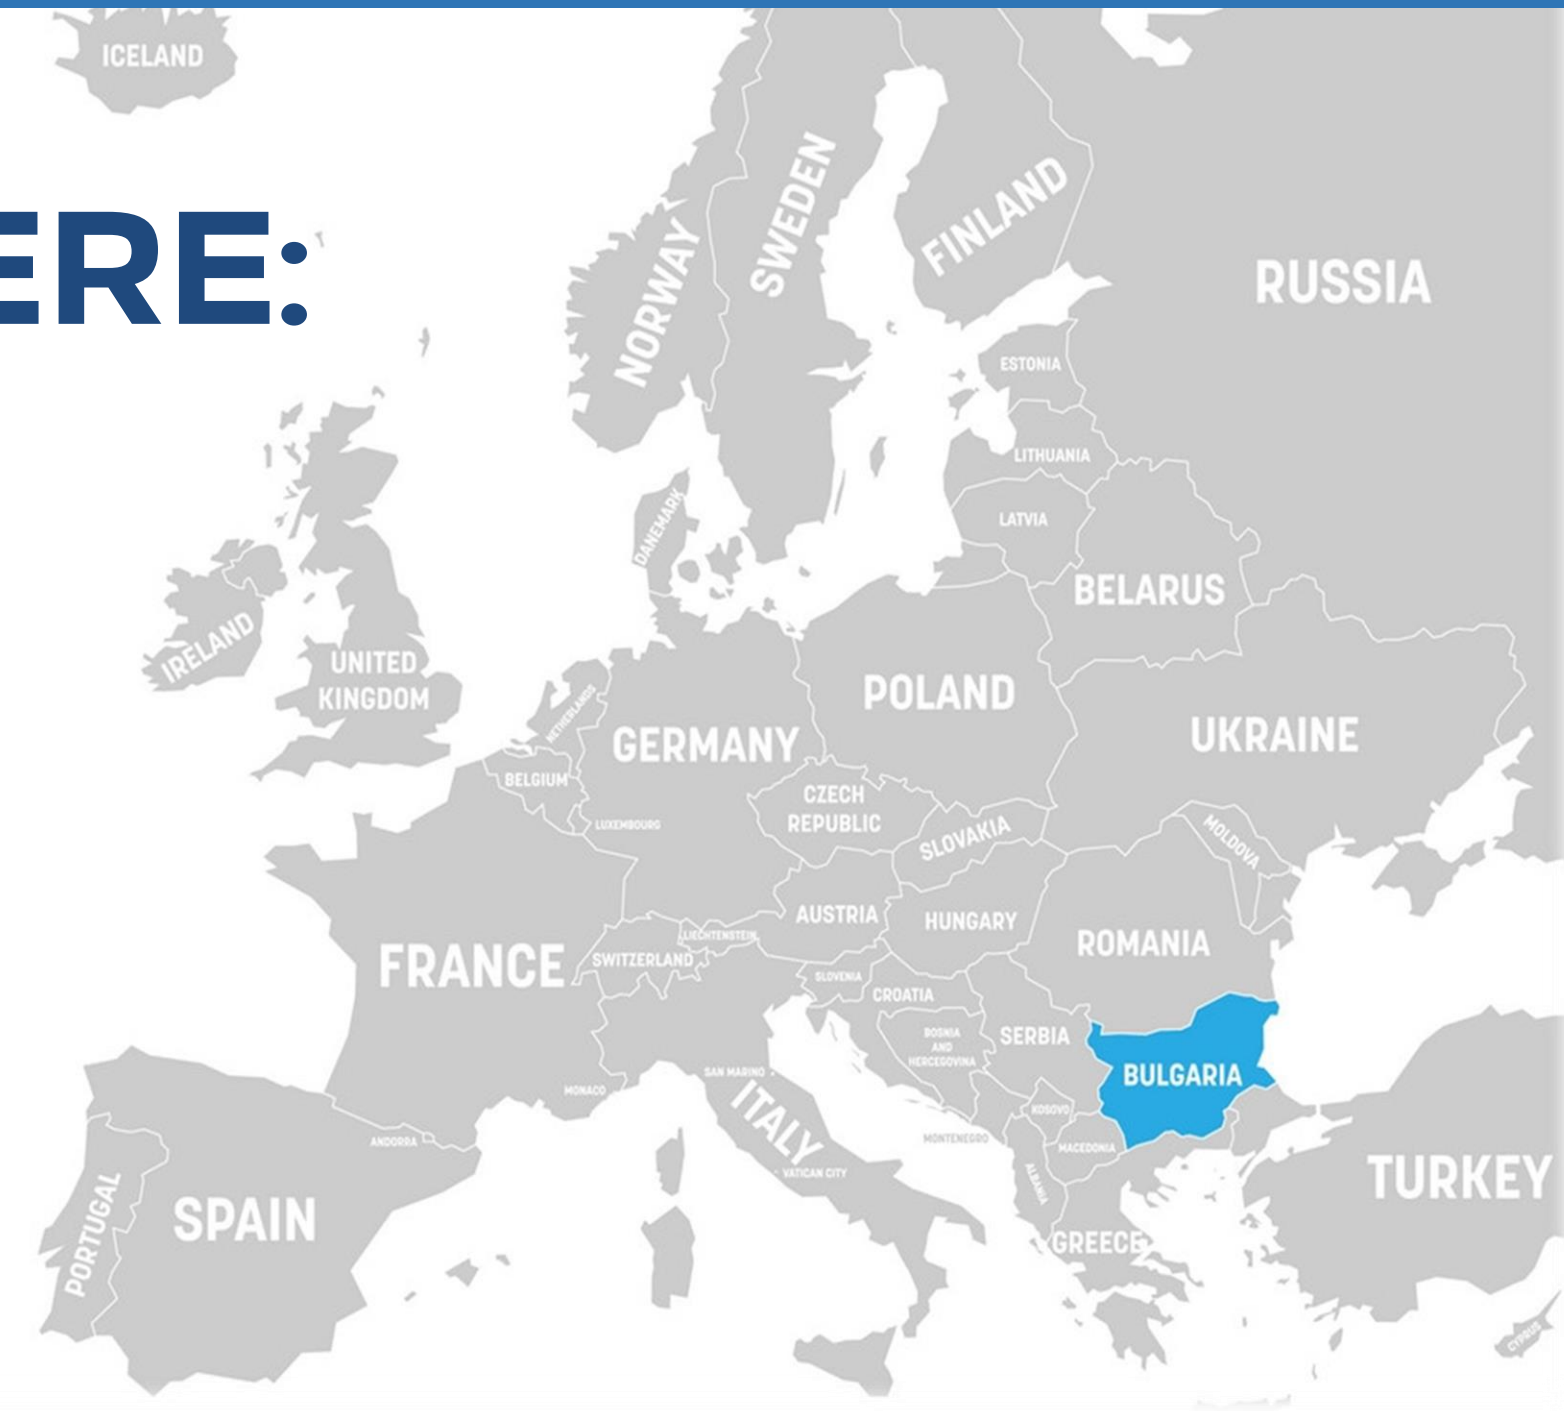 ICELAND
ERE:
NORWAY
SWEDEN
FINLAND
RUSSIA
ESTONIA
LITHUANIA
LATVIA
DANEMARK
BELARUS
IRELAND
UNITED
KINGDOM
NETHERLANDS
GERMANY
POLAND
UKRAINE
BELGIUM
LUXEMBOURG
CZECH
REPUBLIC
SLOVAKIA
MOLDOVA
AUSTRIA
HUNGARY
ROMANIA
FRANCE
SWITZERLAND
LIECHTENSTEIN
SLOVENIA
CROATIA
BOSNIA
AND
HERCEGOVINA
SERBIA
BULGARIA
MONACO
SAN MARINO
ITALY
KOSOVO
ANDORRA
MONTENEGRO
MACEDONIA
VATICAN CITY
ALBANIA
PORTUGAL
SPAIN
GREECE
TURKEY
CYPRUS